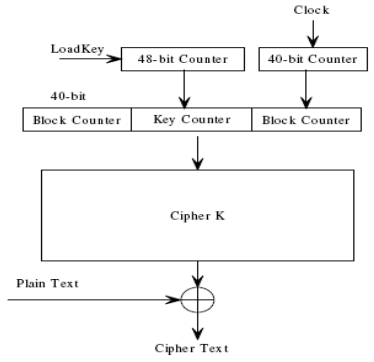 Clock
LoadKey
48-bit Counter
40-bit Counter
40-bit
Block Counter
Key Counter
Block Counter
Cipher K
Plain Text
Cipher Text